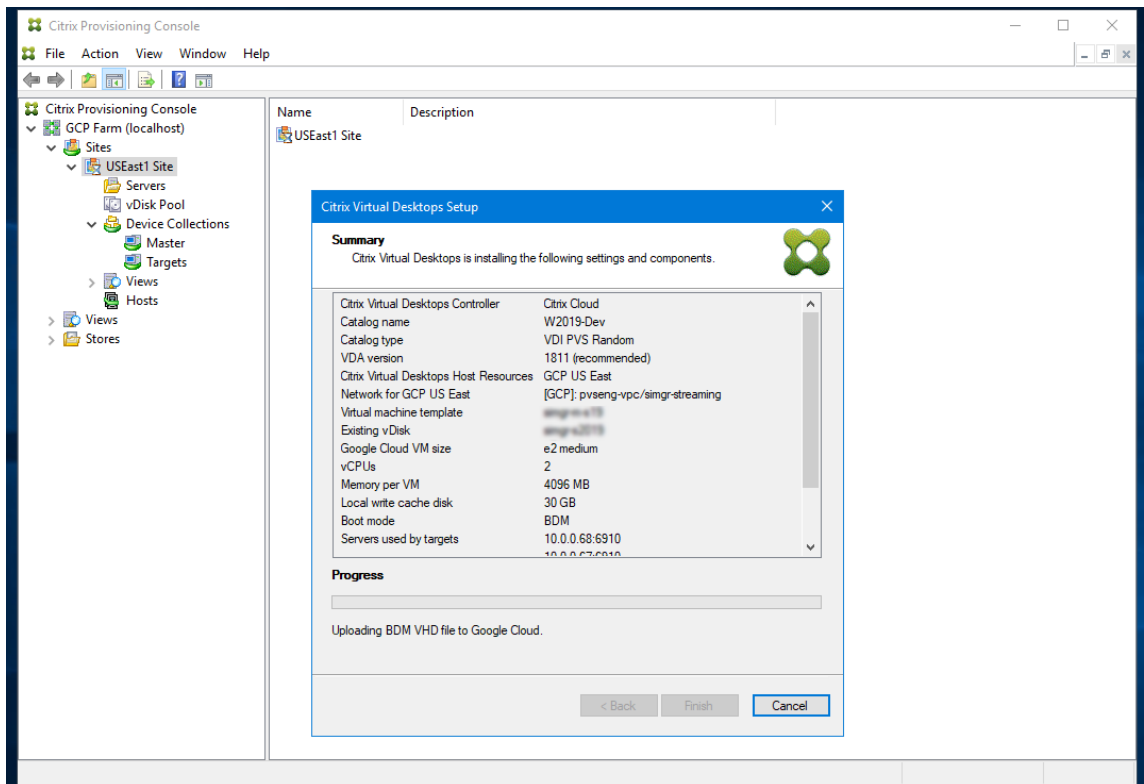 Citrix Provisioning Console
File Action View Window Help
Citrix Provisioning Console
GCP Farm (localhost)
Sites
USEast1 Site
Servers
vDisk Pool
Device Collections
Master
Targets
Views
Hosts
Views
Stores
Name Description
USEast1 Site
Citrix Virtual Desktops Setup
Summary
Citrix Virtual Desktops is installing the following settings and components.
Citrix Virtual Desktops Controller Citrix Cloud
Catalog name W2019-Dev
Catalog type VDI PVS Random
VDA version 1811 (recommended)
Citrix Virtual Desktops Host Resources GCP US East
Network for GCP US East [GCP]: pvseng-vpc/simgr-streaming
Virtual machine template
Existing vDisk
Google Cloud VM size e2 medium
vCPUs 2
Memory per VM 4096 MB
Local write cache disk 30 GB
Boot mode BDM
Servers used by targets 10.0.0.68:6910
10.0.0.67:6910
Progress
Uploading BDM VHD file to Google Cloud.
< Back Finish Cancel